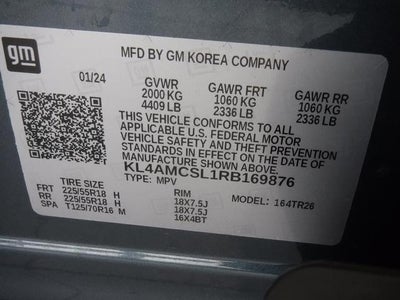 gm
MFD BY GM KOREA COMPANY
01/24 GVWR GAWR FRT GAWR RR
2000 KG 1060 KG 1060 KG
4409 LB 2336 LB 2336 LB
THIS VEHICLE CONFORMS TO ALL
APPLICABLE U.S. FEDERAL MOTOR
VEHICLE SAFETY AND THEFT PREVENTION
STANDARDS IN EFFECT ON THE DATE OF
MANUFACTURE SHOWN ABOVE.
KL4AMCSL1RB169876
TYPE: MPV MODEL: 164TR26
TIRE SIZE RIM
FRT 225/55R18 H 18X7.5J
RR 225/55R18 H 18X7.5J
SPA T125/70R16 M 16X4BT